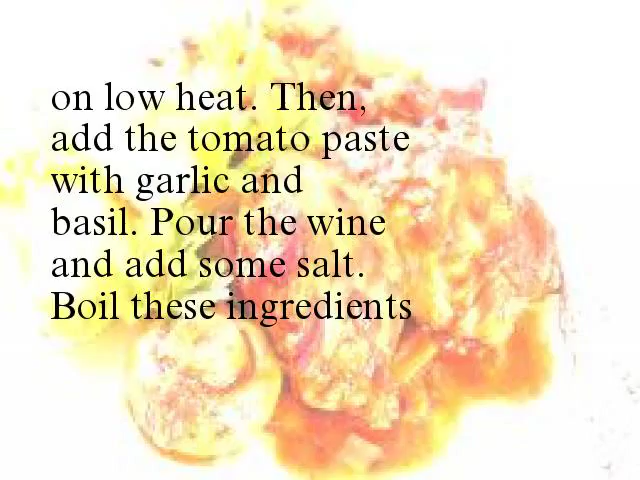 on low heat. Then,
add the tomato paste
with garlic and
basil. Pour the wine
and add some salt.
Boil these ingredients